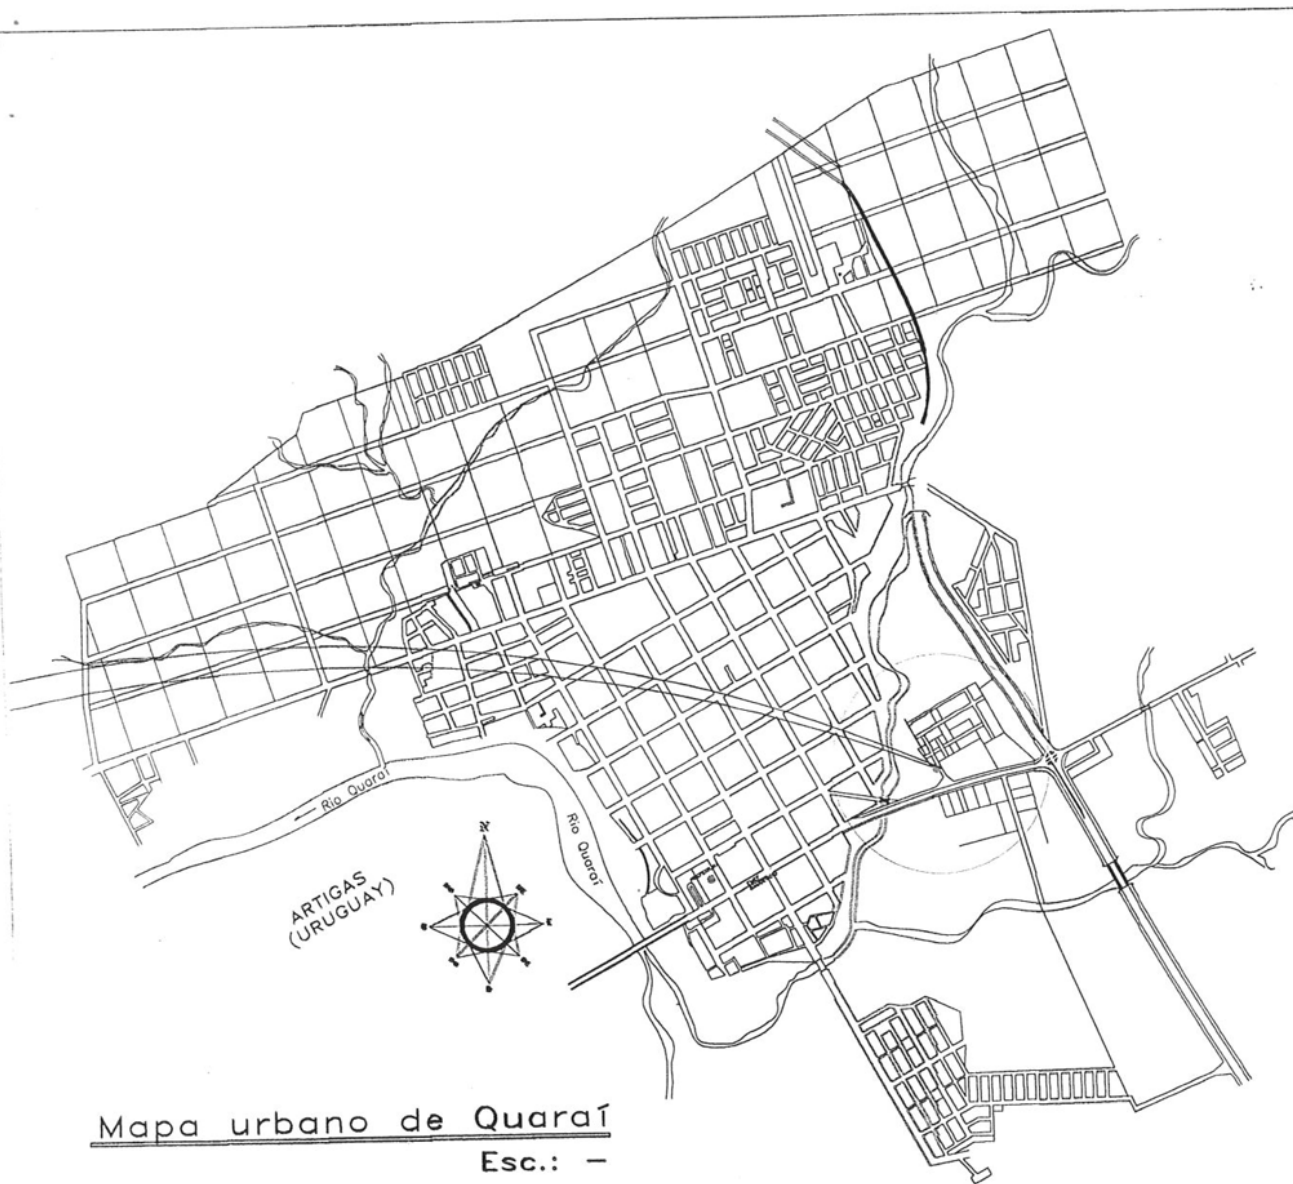 Rio Quaraí
Rio Quaraí
ARTIGAS
(URUGUAY)
N
Mapa urbano de Quaraí
Esc.: –